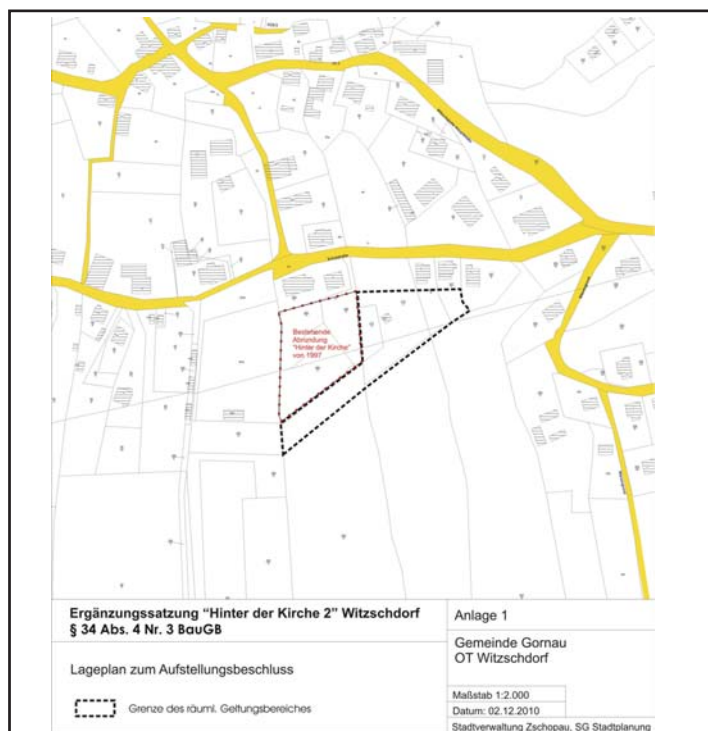 Bestehende
Abrundung
"Hinter der Kirche"
von 1997
Ergänzungssatzung “Hinter der Kirche 2” Witzschdorf
§ 34 Abs. 4 Nr. 3 BauGB
Lageplan zum Aufstellungsbeschluss
Grenze des räuml. Geltungsbereiches
Anlage 1
Gemeinde Gornau
OT Witzschdorf
Maßstab 1:2.000
Datum: 02.12.2010
Stadtverwaltung Zschopau, SG Stadtplanung